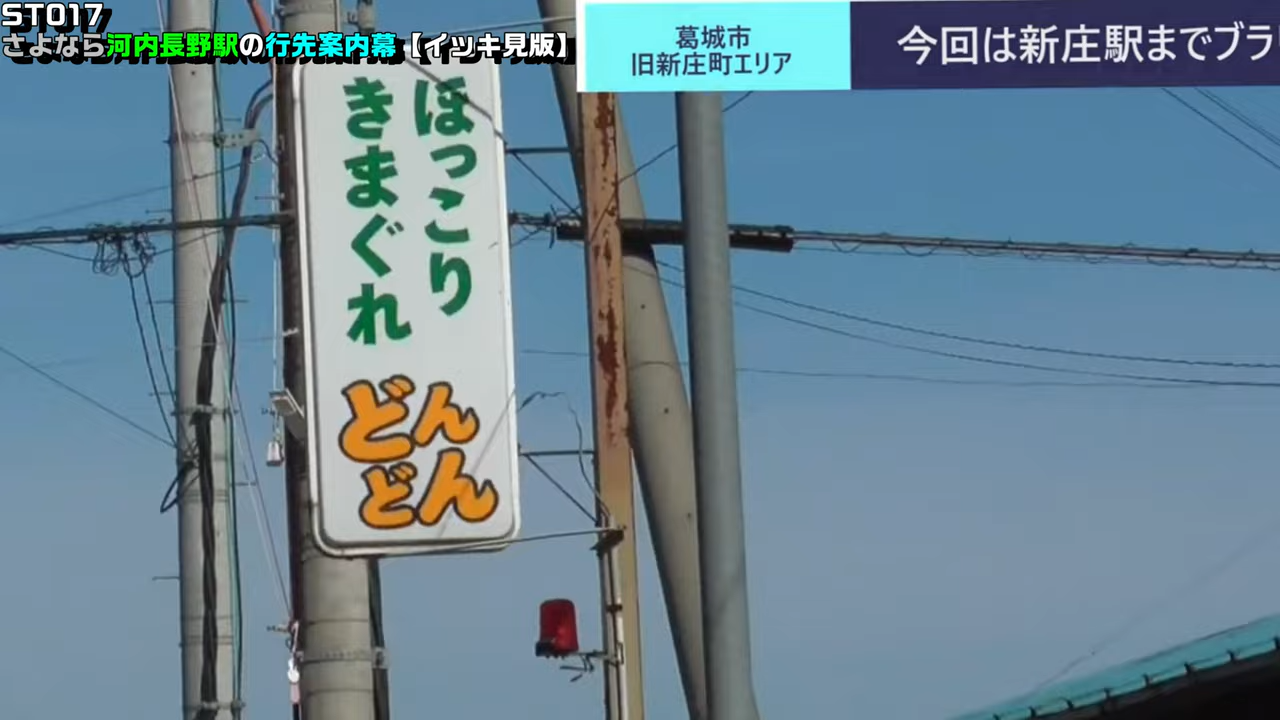 ST017
さよなら河内長野駅の行先案内幕【イッキ見版】
葛城市
旧新庄町エリア
今回は新庄駅までブラ
ほっこり
きまぐれ
どん
どん